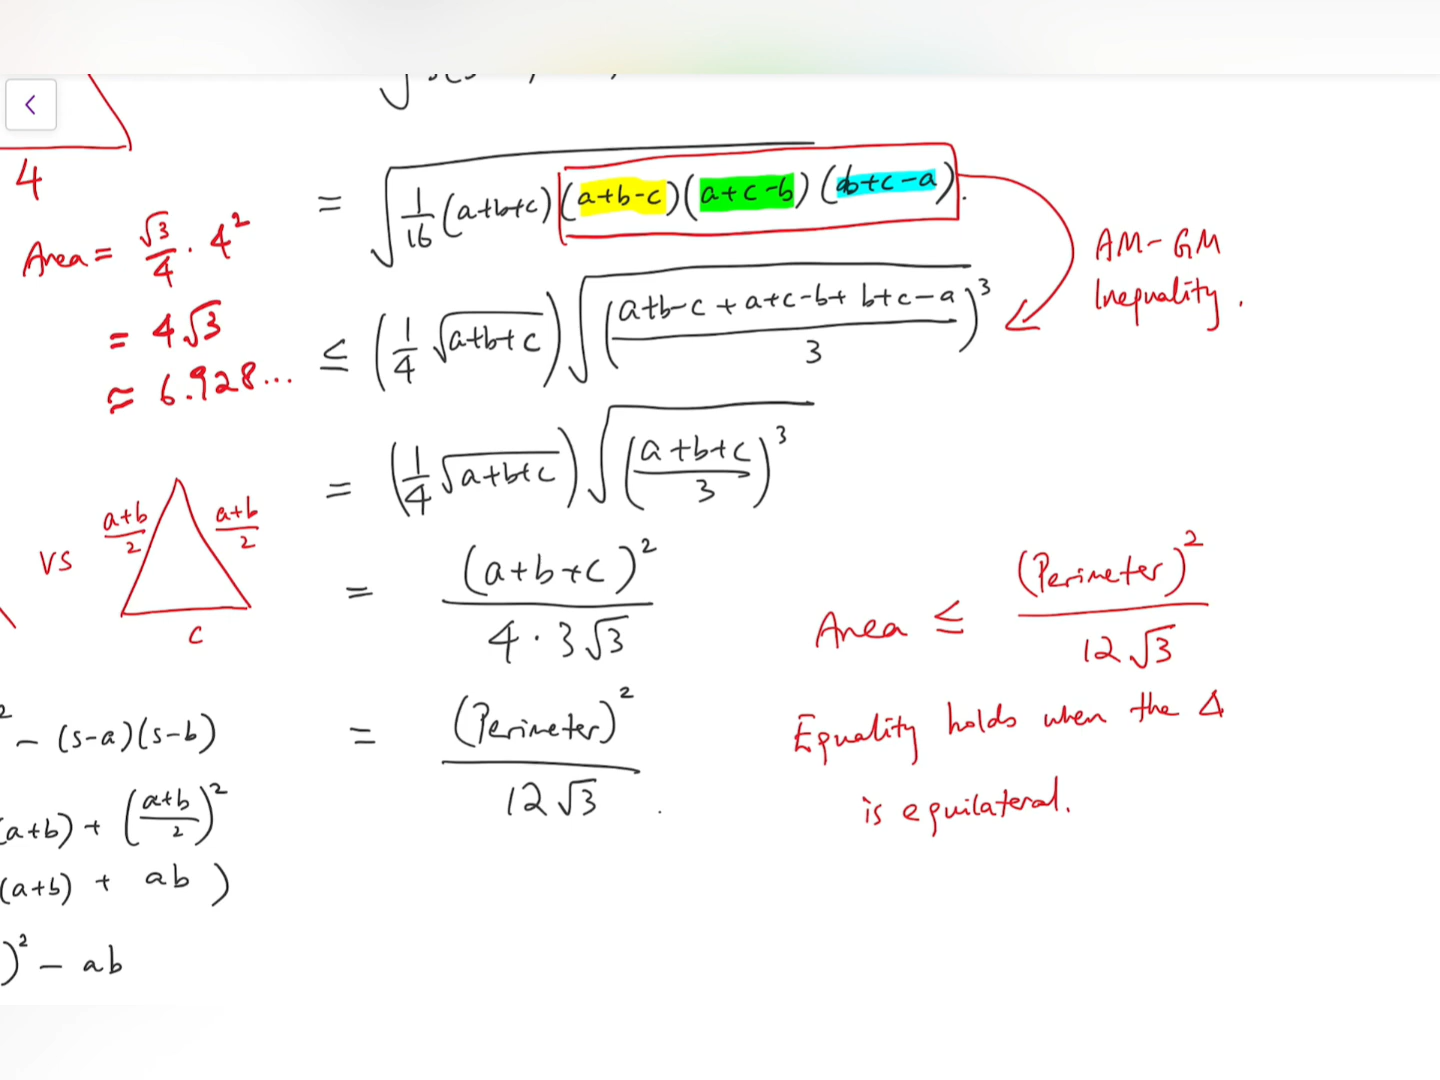 4
Area = √3/4 · 4²
= 4√3
≈ 6.928...
= √(1/16 (a+b+c)(a+b-c)(a+c-b)(b+c-a)).
AM-GM
Inequality.
≤ (1/4 √(a+b+c)) √((a+b-c + a+c-b + b+c-a)/3)³
= (1/4 √(a+b+c)) √((a+b+c)/3)³
vs
(a+b)/2
(a+b)/2
c
= (a+b+c)²/(4·3√3)
= (Perimeter)²/(12√3).
Area ≤ (Perimeter)²/(12√3)
Equality holds when the Δ
is equilateral.
² - (s-a)(s-b)
(a+b) + ((a+b)/2)²
(a+b) + ab )
)² - ab